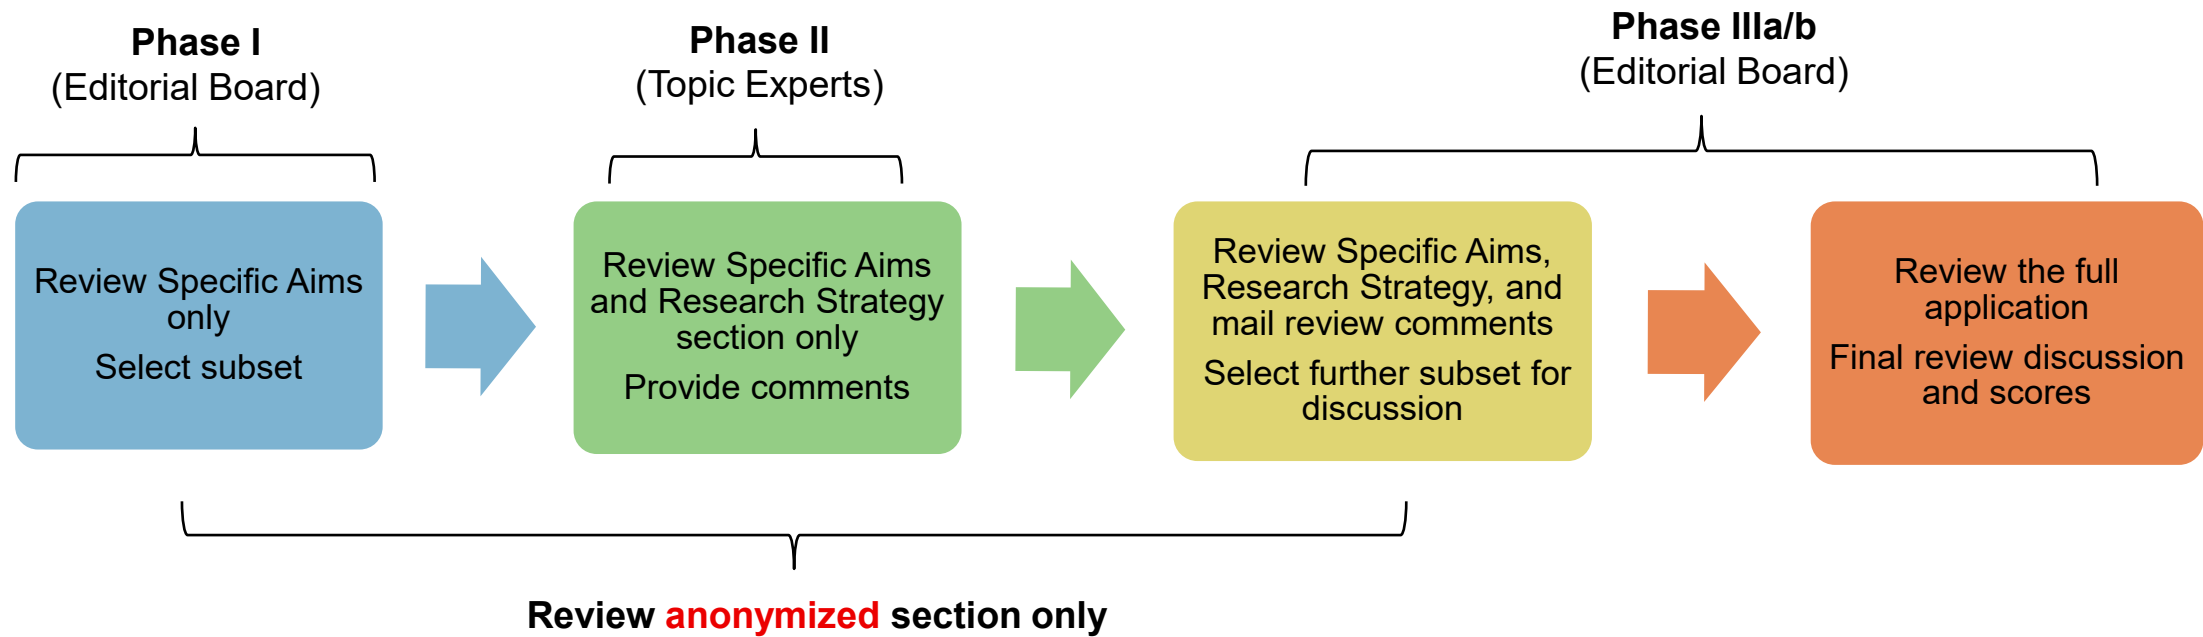 Phase I
(Editorial Board)
Phase II
(Topic Experts)
Phase IIIa/b
(Editorial Board)
Review Specific Aims
only
Select subset
Review Specific Aims
and Research Strategy
section only
Provide comments
Review Specific Aims,
Research Strategy, and
mail review comments
Select further subset for
discussion
Review the full
application
Final review discussion
and scores
Review anonymized section only